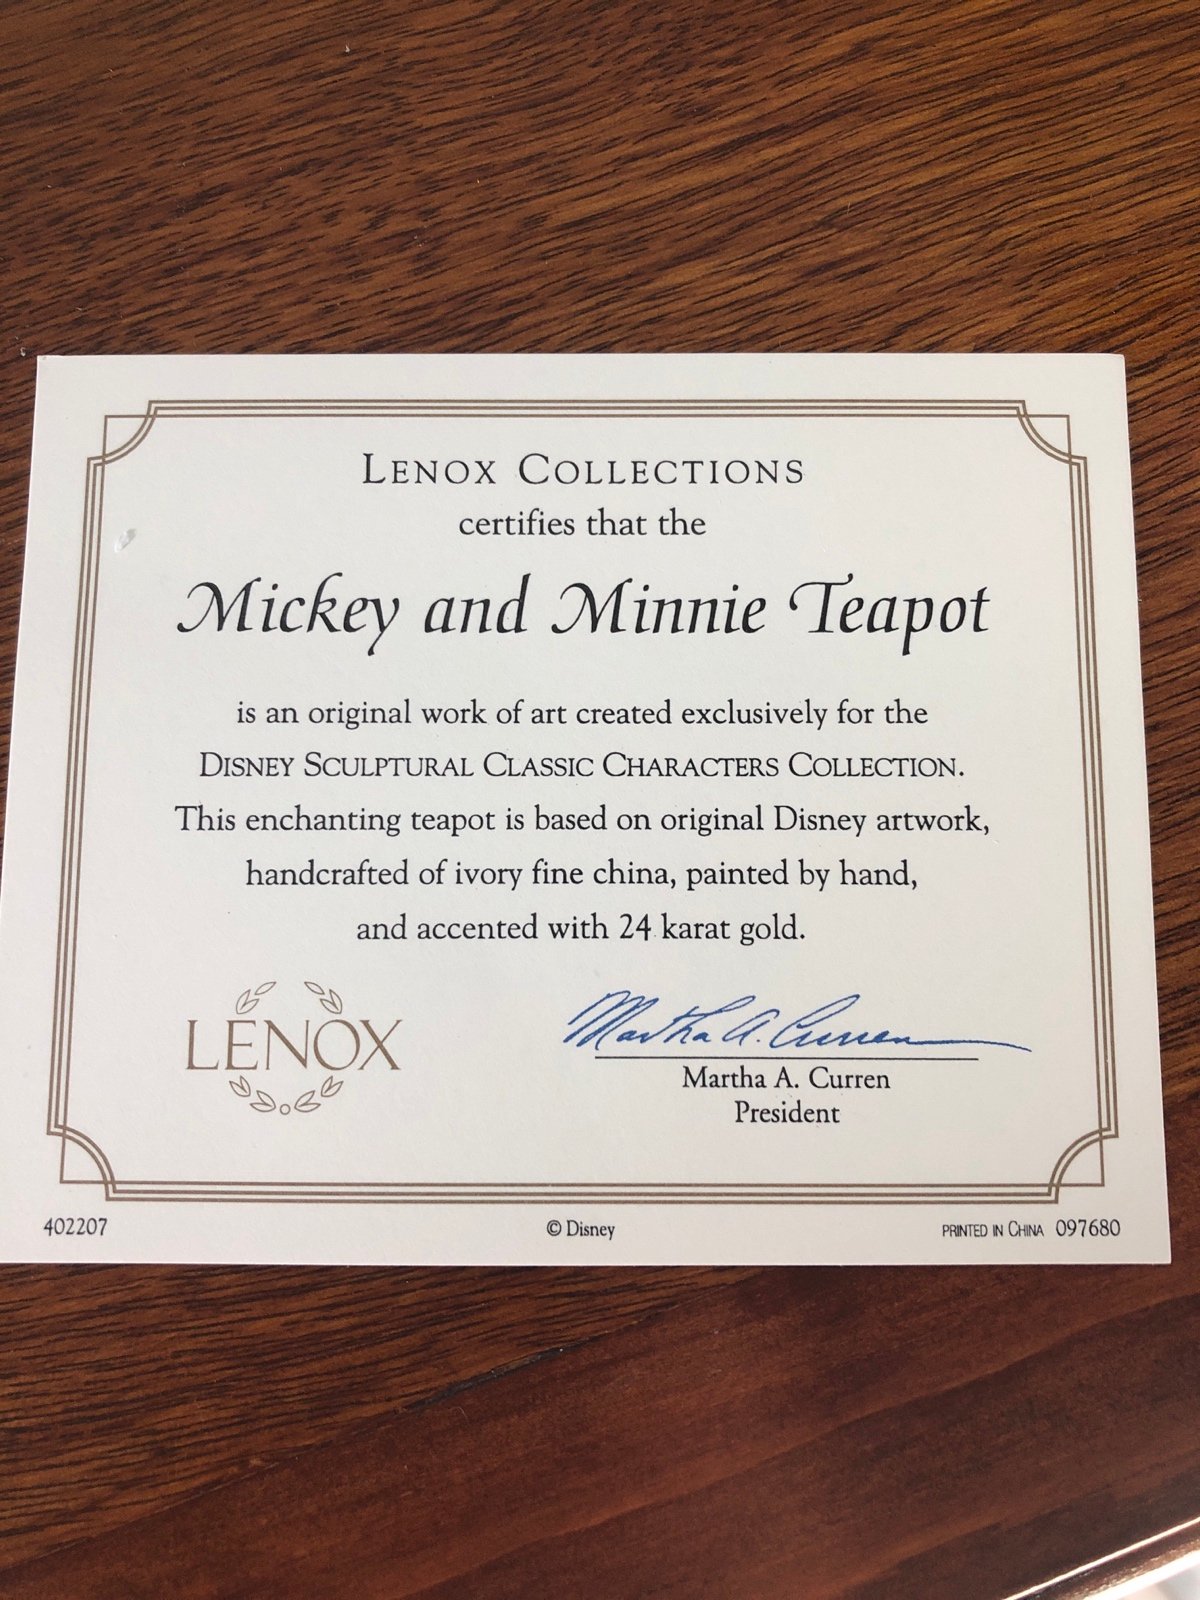 LENOX COLLECTIONS
certifies that the
Mickey and Minnie Teapot
is an original work of art created exclusively for the
DISNEY SCULPTURAL CLASSIC CHARACTERS COLLECTION.
This enchanting teapot is based on original Disney artwork,
handcrafted of ivory fine china, painted by hand,
and accented with 24 karat gold.
LENOX
Martha A. Curren
Martha A. Curren
President
402207
© Disney
PRINTED IN CHINA 097680